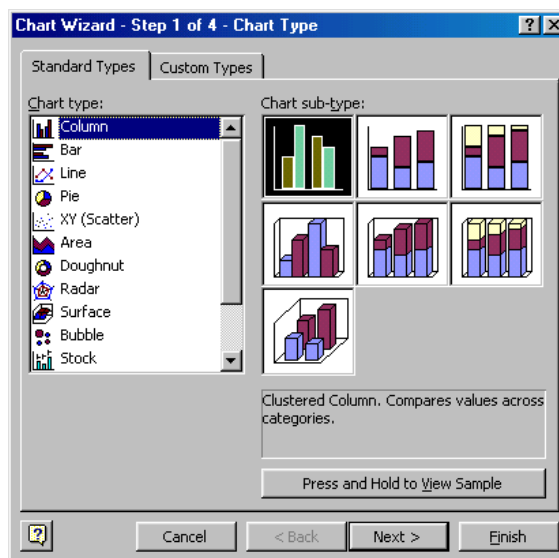 Chart Wizard - Step 1 of 4 - Chart Type
Standard Types
Custom Types
Chart type:
Column
Bar
Line
Pie
XY (Scatter)
Area
Doughnut
Radar
Surface
Bubble
Stock
Chart sub-type:
Clustered Column. Compares values across
categories.
Press and Hold to View Sample
Cancel
< Back
Next >
Finish